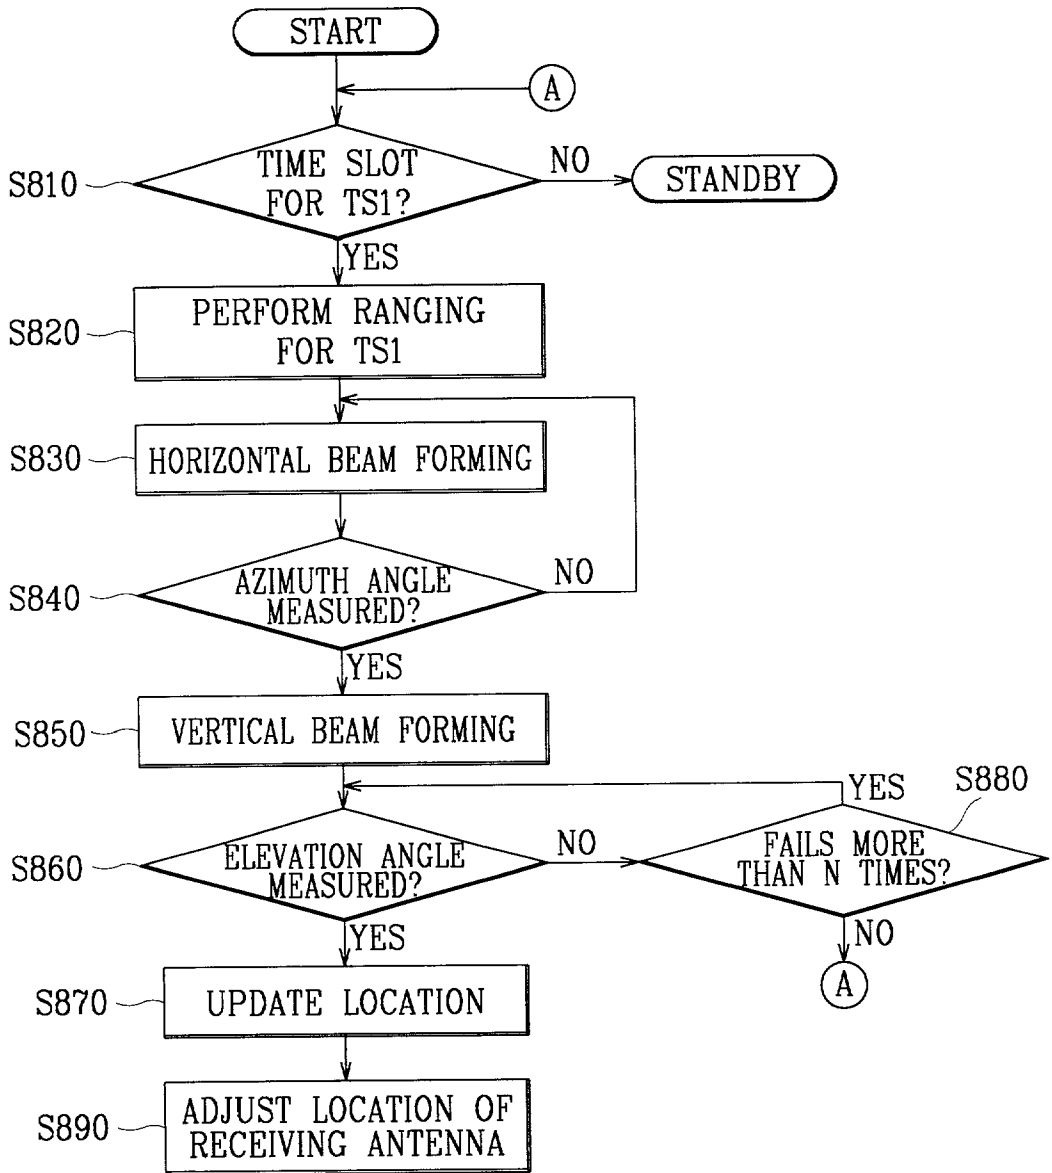 START
A
S810
TIME SLOT
FOR TS1?
NO
STANDBY
YES
S820
PERFORM RANGING
FOR TS1
S830
HORIZONTAL BEAM FORMING
S840
AZIMUTH ANGLE
MEASURED?
NO
YES
S850
VERTICAL BEAM FORMING
YES
S880
S860
ELEVATION ANGLE
MEASURED?
NO
FAILS MORE
THAN N TIMES?
YES
NO
S870
UPDATE LOCATION
A
S890
ADJUST LOCATION OF
RECEIVING ANTENNA